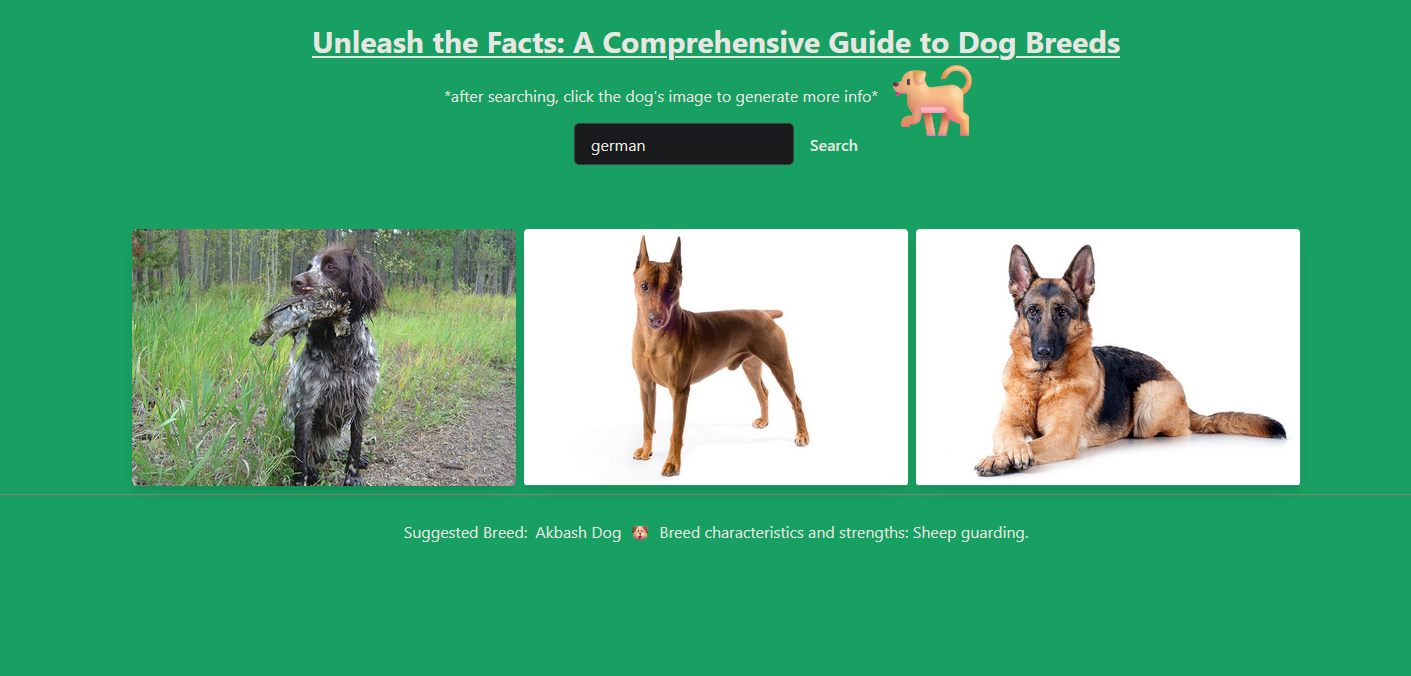 Unleash the Facts: A Comprehensive Guide to Dog Breeds
*after searching, click the dog's image to generate more info*
german
Search
Suggested Breed: Akbash Dog 🐶 Breed characteristics and strengths: Sheep guarding.